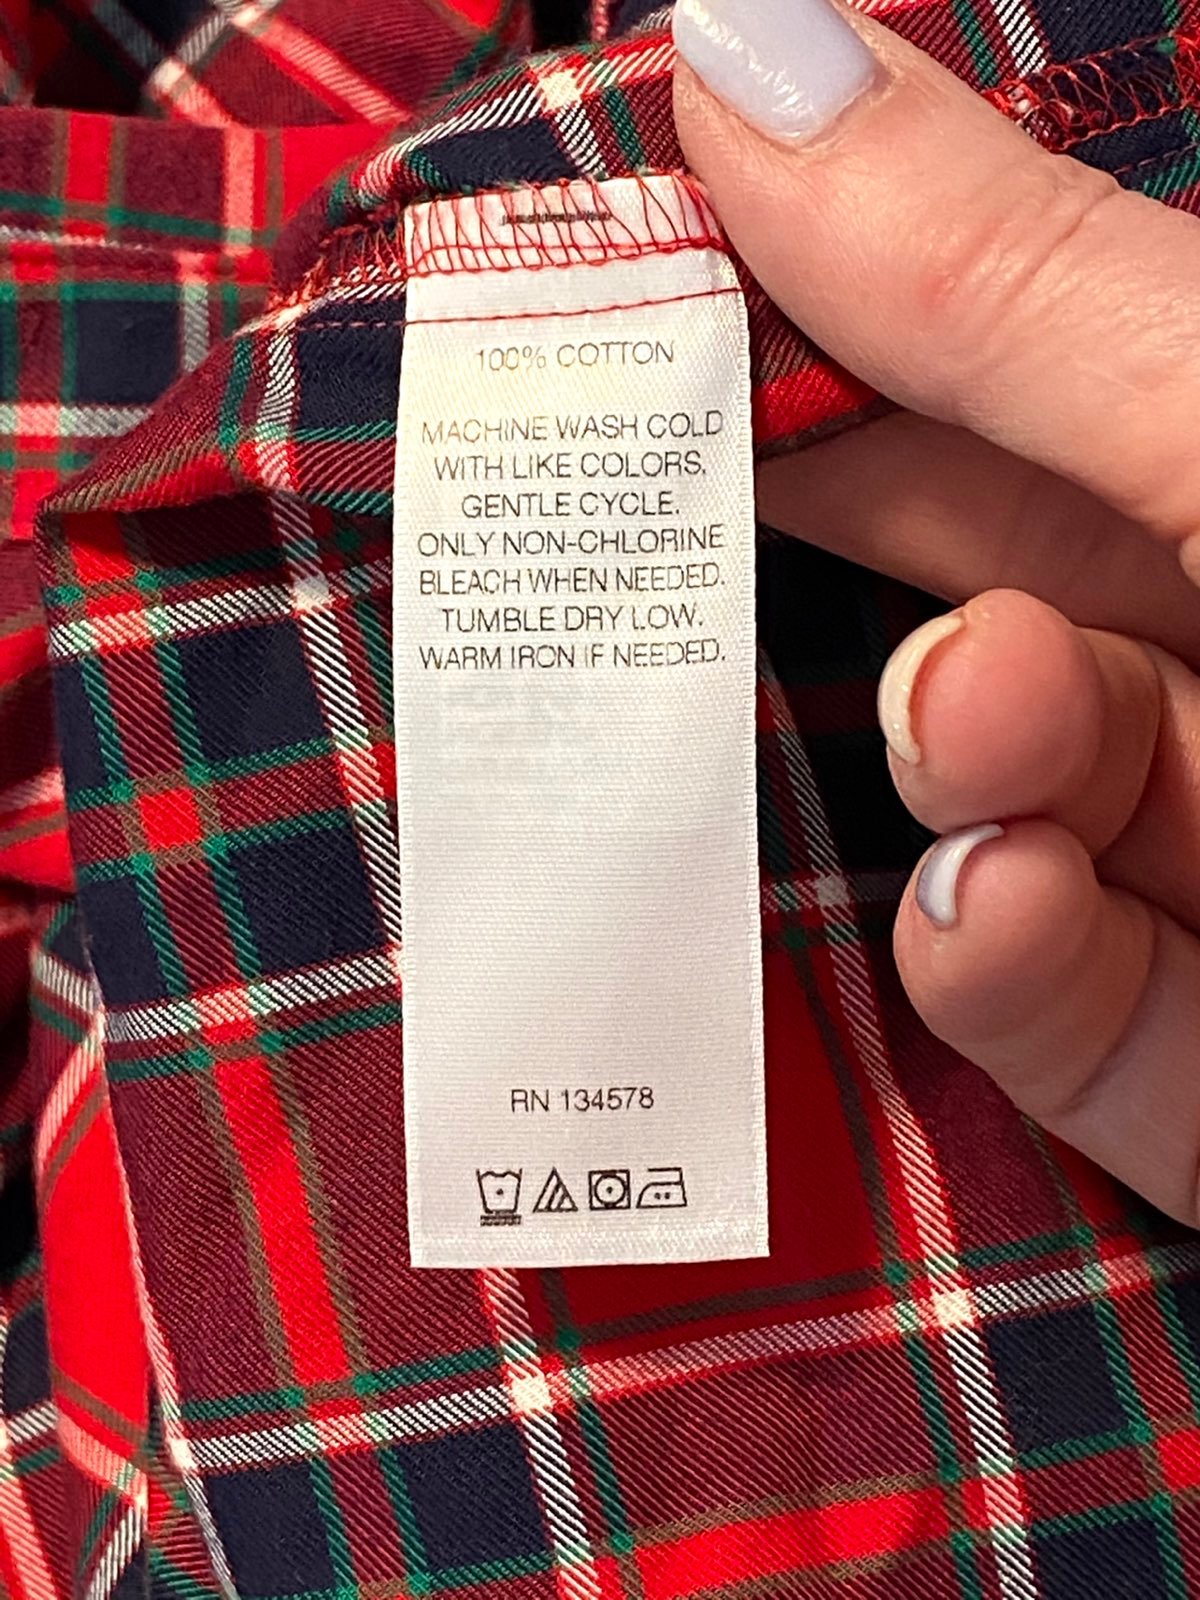 100% COTTON
MACHINE WASH COLD
WITH LIKE COLORS.
GENTLE CYCLE.
ONLY NON-CHLORINE
BLEACH WHEN NEEDED.
TUMBLE DRY LOW.
WARM IRON IF NEEDED.
RN 134578